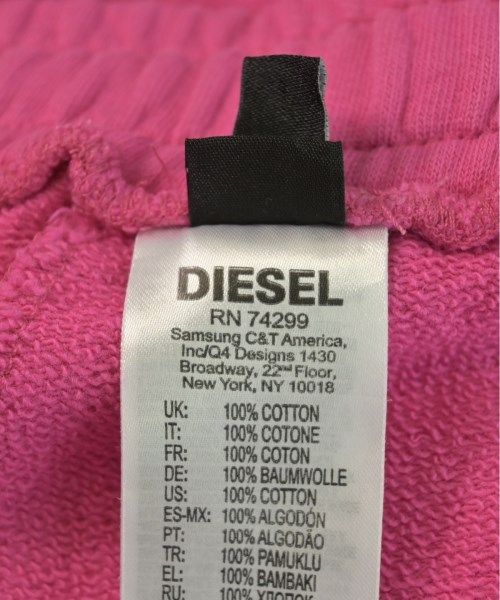 DIESEL
RN 74299
Samsung C&T America,
Inc/Q4 Designs 1430
Broadway, 22nd Floor,
New York, NY 10018
UK: 100% COTTON
IT: 100% COTONE
FR: 100% COTON
DE: 100% BAUMWOLLE
US: 100% COTTON
ES-MX: 100% ALGODÓN
PT: 100% ALGODÃO
TR: 100% PAMUKLU
EL: 100% BAMBAKI
RU: 100% ХЛОПОК